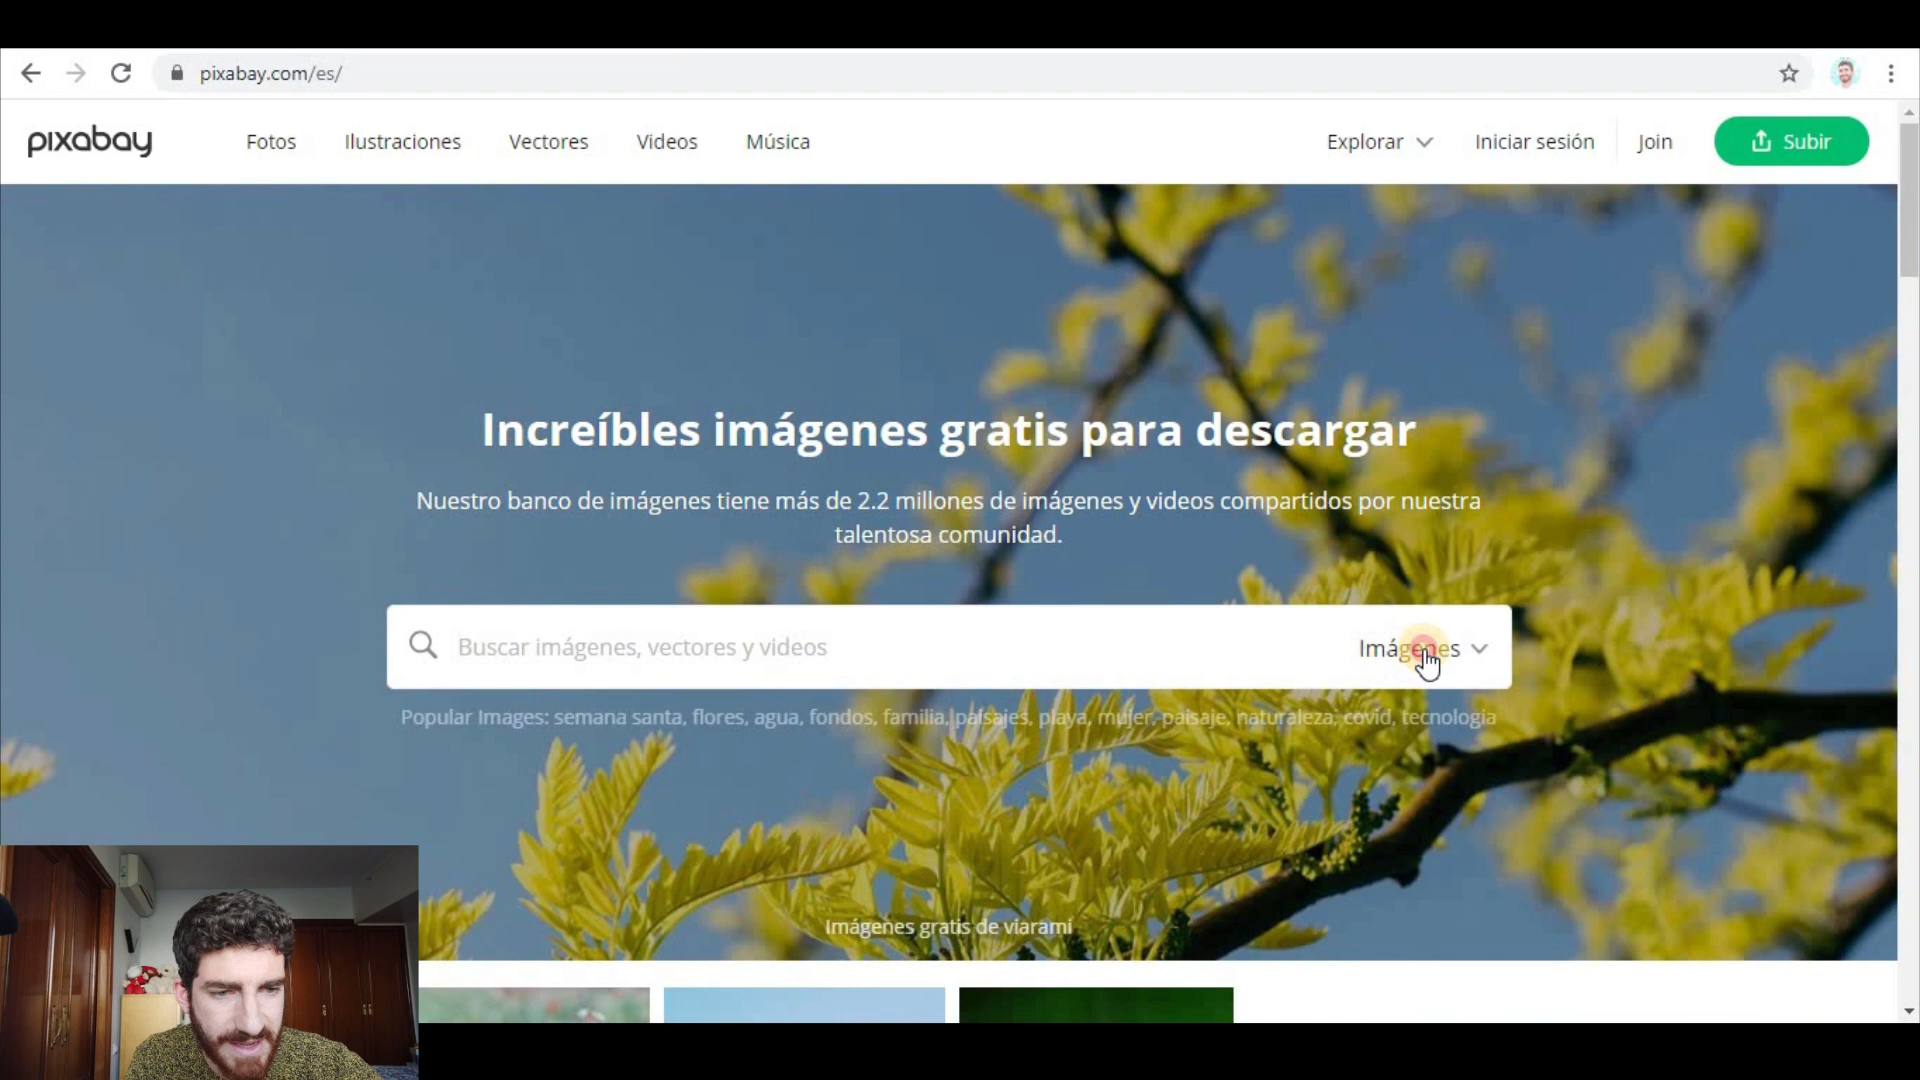 pixabay.com/es/
pixabay
Fotos
Ilustraciones
Vectores
Videos
Música
Explorar
Iniciar sesión
Join
Subir
Increíbles imágenes gratis para descargar
Nuestro banco de imágenes tiene más de 2.2 millones de imágenes y videos compartidos por nuestra
talentosa comunidad.
Buscar imágenes, vectores y videos
Imágenes
Popular Images: semana santa, flores, agua, fondos, familia, paisajes, playa, mujer, paisaje, naturaleza, covid, tecnologia
Imágenes gratis de viarami